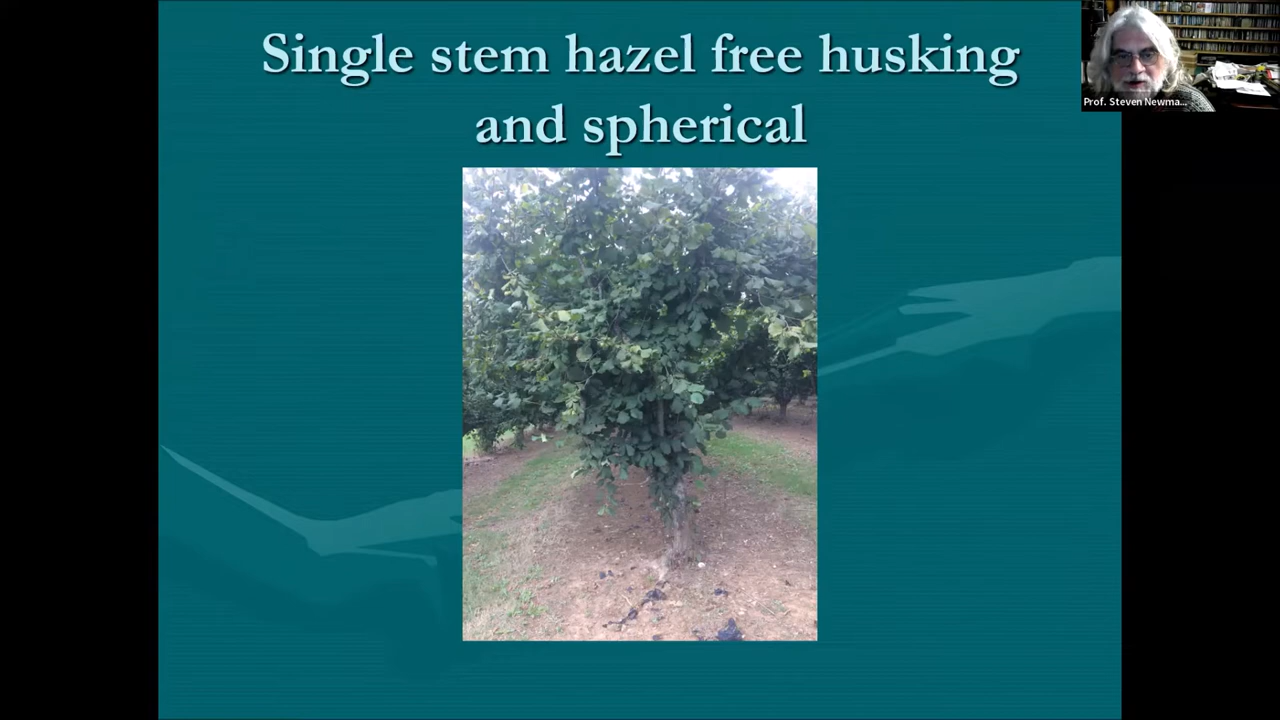 Single stem hazel free husking
and spherical
Prof. Steven Newma...